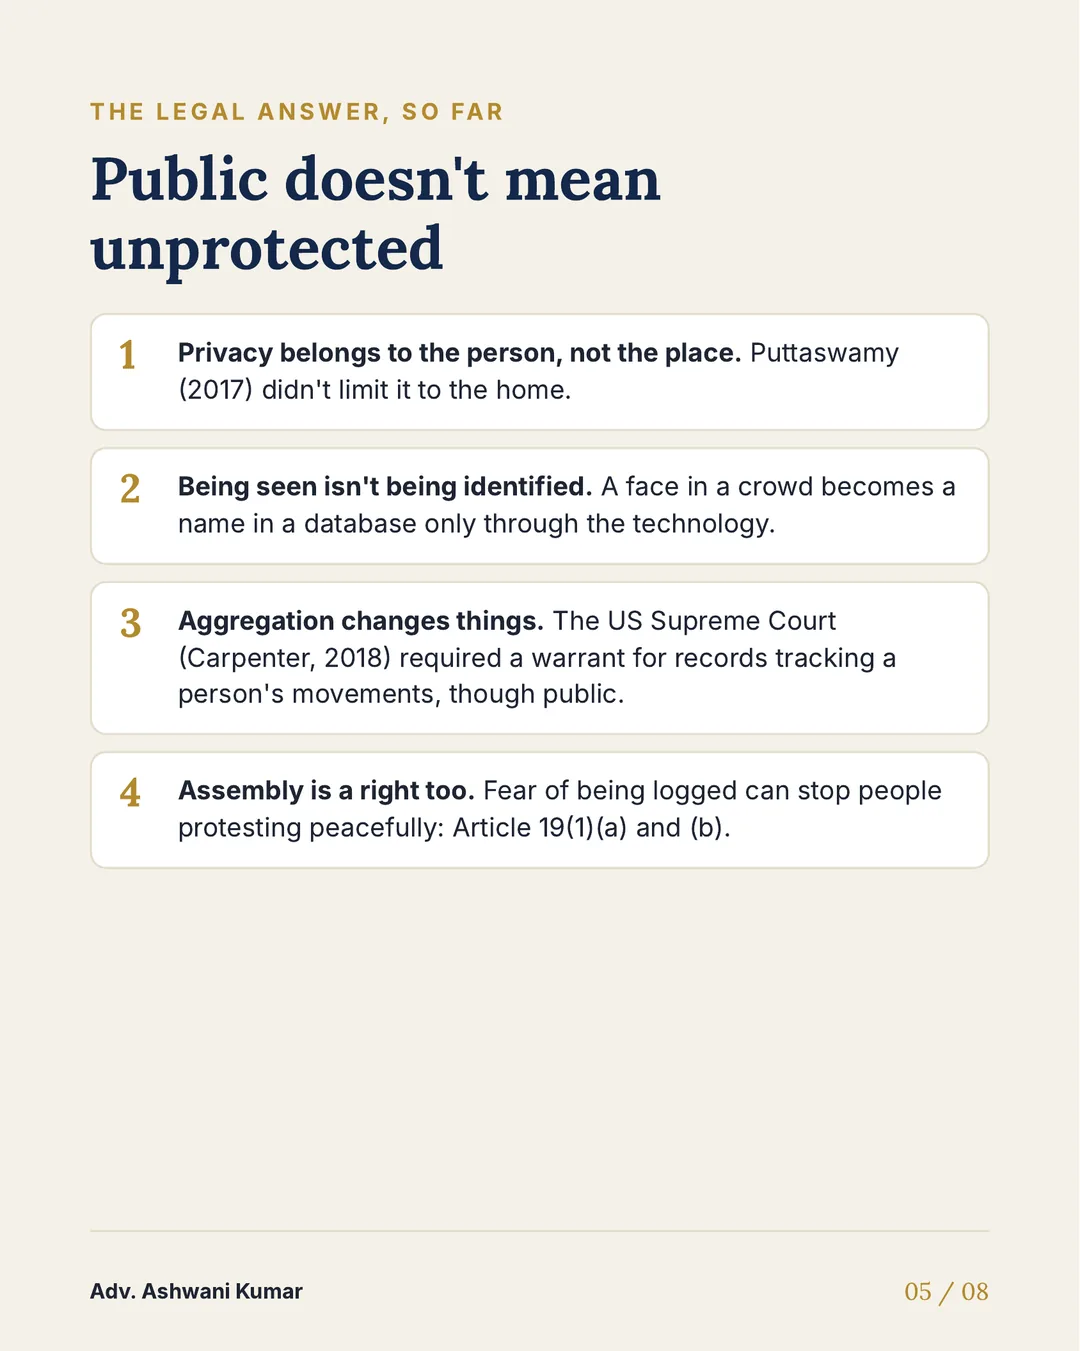 THE LEGAL ANSWER, SO FAR
Public doesn't mean
unprotected
1 Privacy belongs to the person, not the place. Puttaswamy
(2017) didn't limit it to the home.
2 Being seen isn't being identified. A face in a crowd becomes a
name in a database only through the technology.
3 Aggregation changes things. The US Supreme Court
(Carpenter, 2018) required a warrant for records tracking a
person's movements, though public.
4 Assembly is a right too. Fear of being logged can stop people
protesting peacefully: Article 19(1)(a) and (b).
Adv. Ashwani Kumar 05 / 08